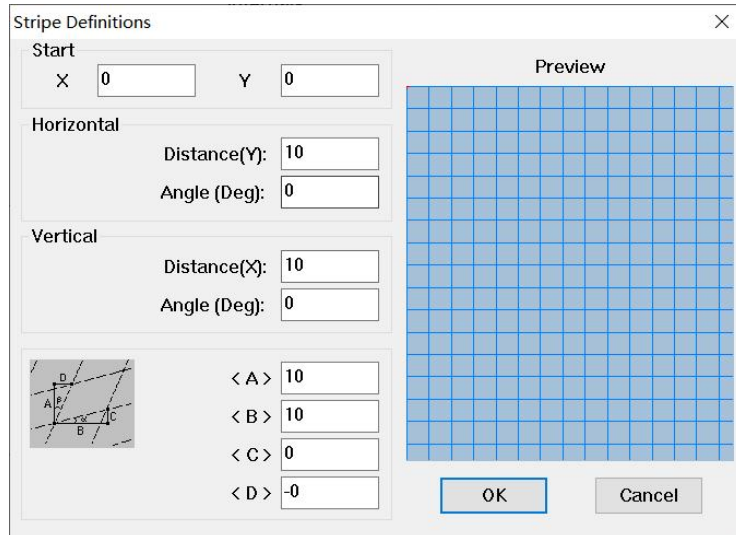 Stripe Definitions
Start
X 0 Y 0
Preview
Horizontal
Distance(Y): 10
Angle (Deg): 0
Vertical
Distance(X): 10
Angle (Deg): 0
D
A β α C
B
< A > 10
< B > 10
< C > 0
< D > -0
OK Cancel